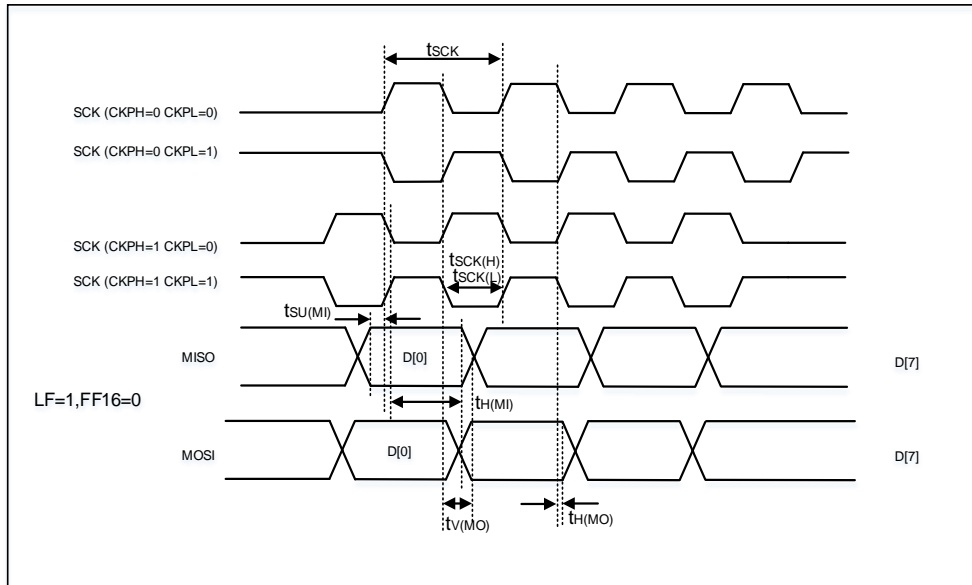 tSCK
SCK (CKPH=0 CKPL=0)
SCK (CKPH=0 CKPL=1)
SCK (CKPH=1 CKPL=0)
tSCK(H)
tSCK(L)
SCK (CKPH=1 CKPL=1)
tSU(MI)
MISO
D[0]
D[7]
LF=1,FF16=0
tH(MI)
MOSI
D[0]
D[7]
tV(MO)
tH(MO)